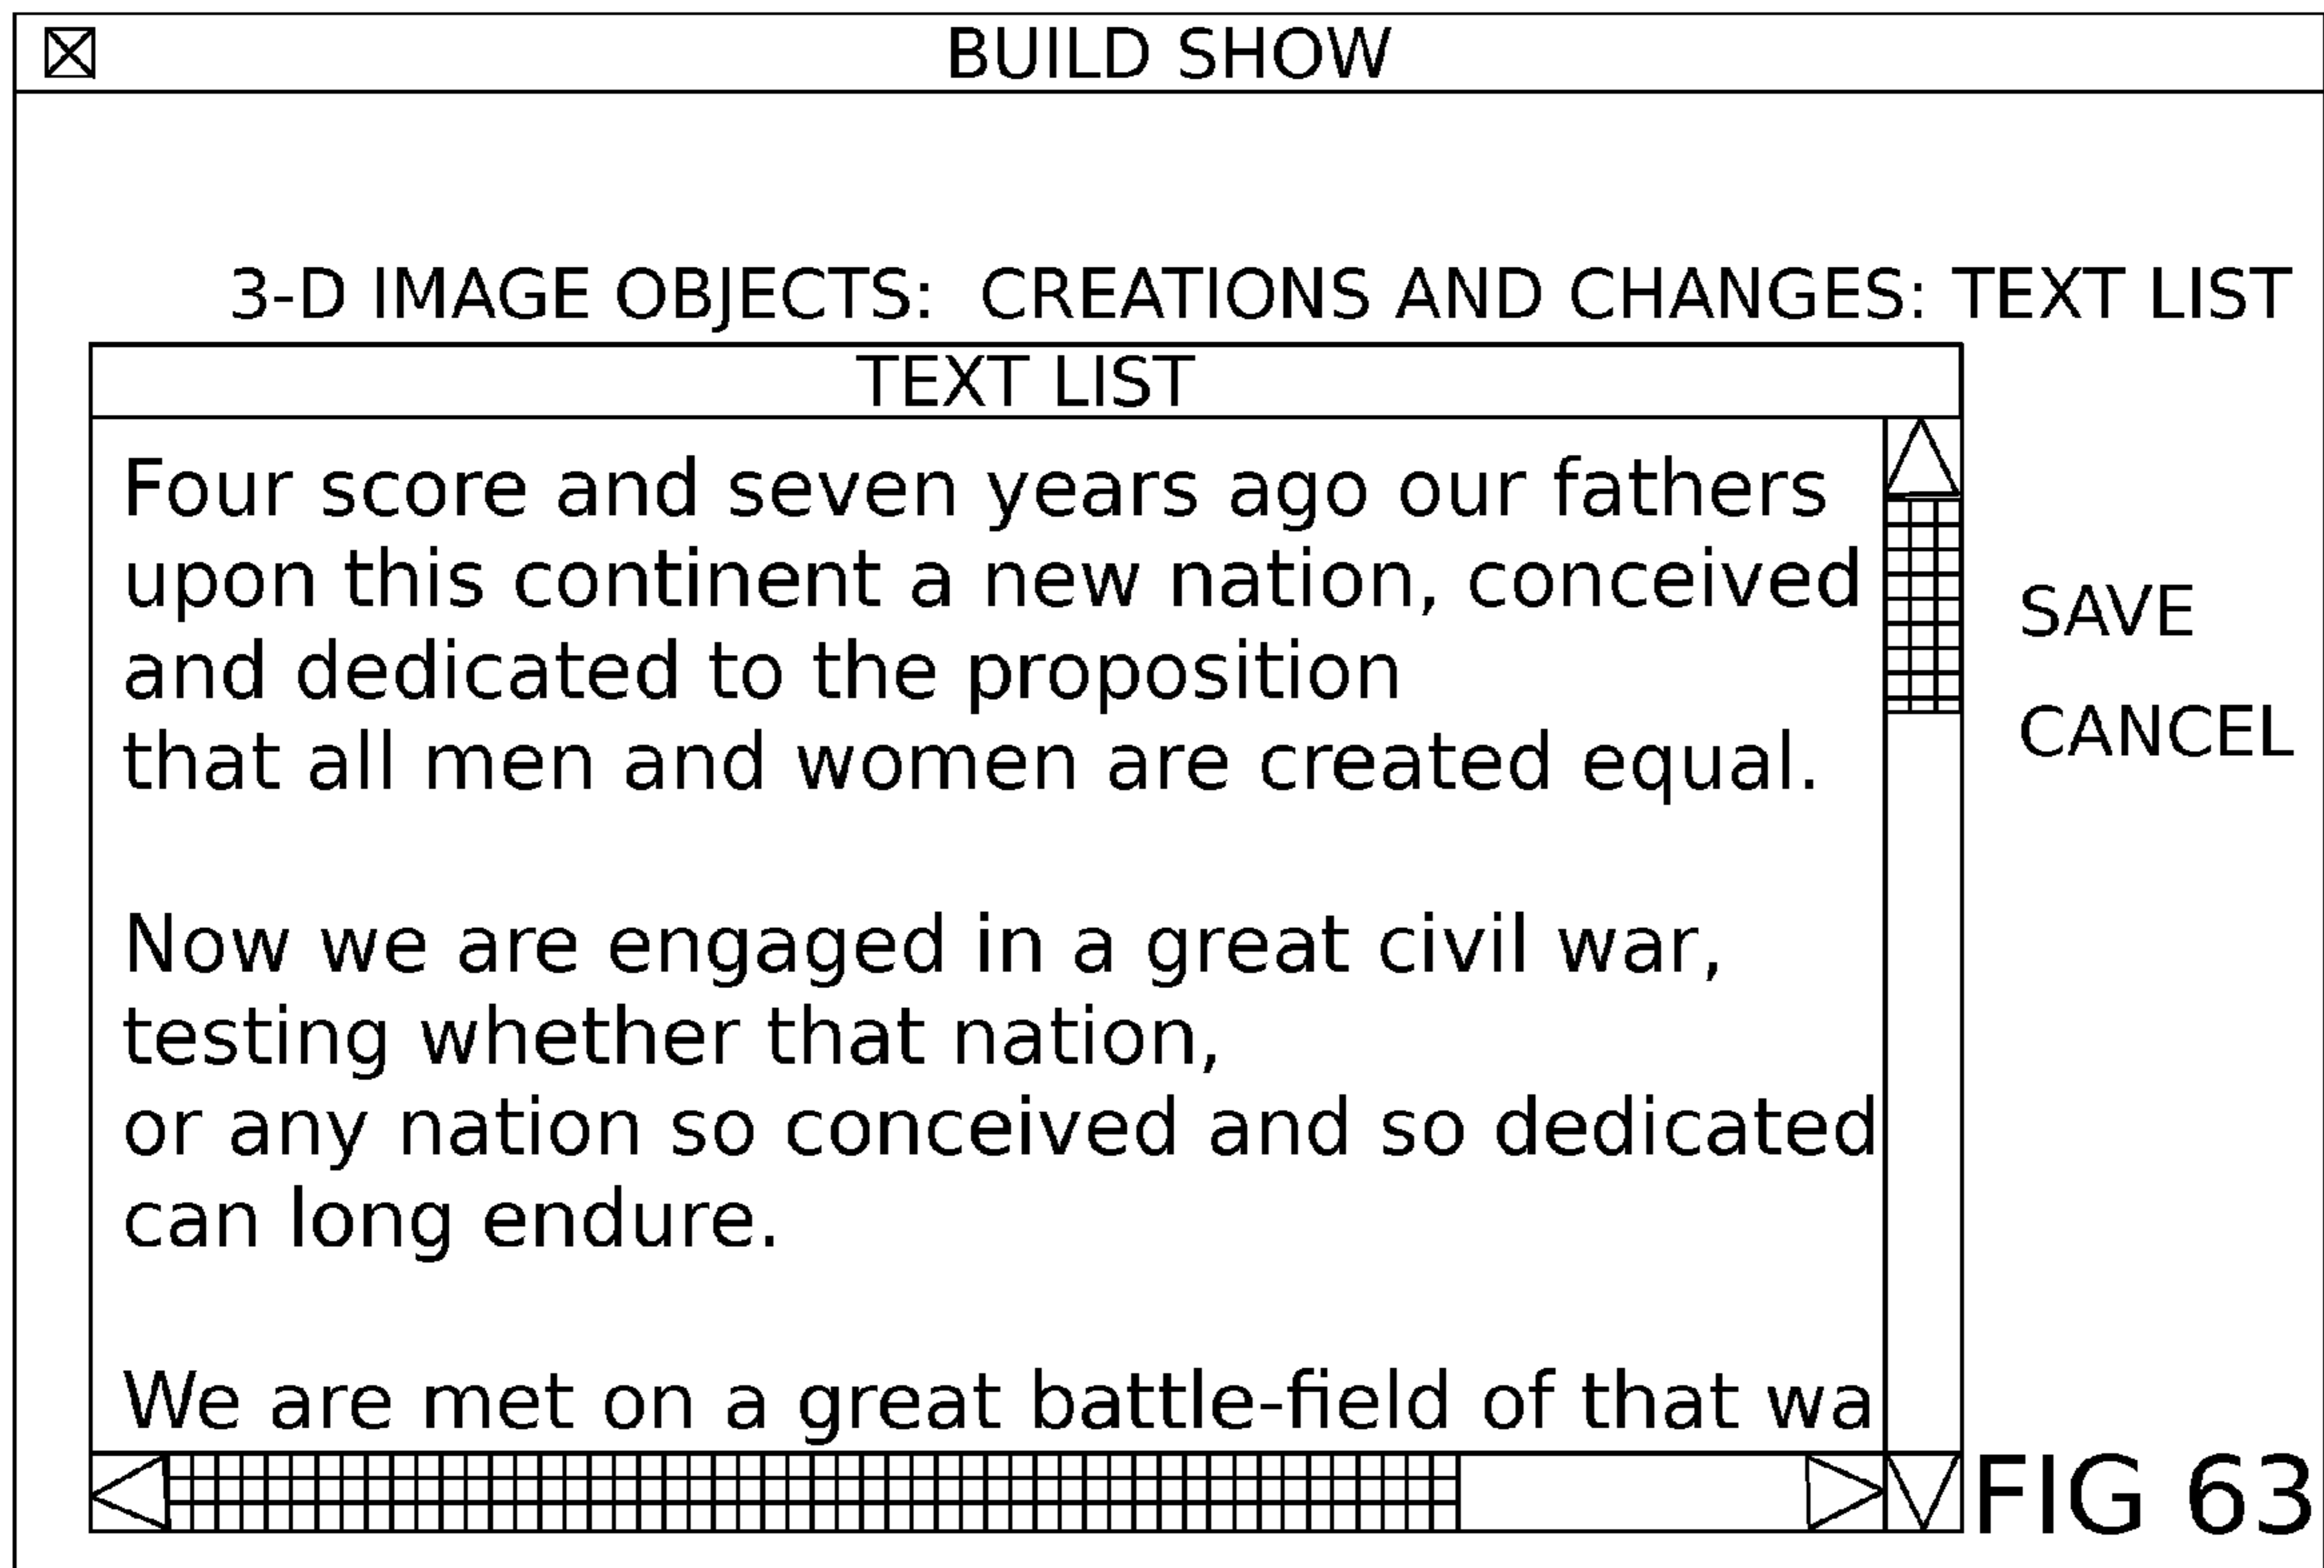 BUILD SHOW
3-D IMAGE OBJECTS: CREATIONS AND CHANGES: TEXT LIST
TEXT LIST
Four score and seven years ago our fathers
upon this continent a new nation, conceived
and dedicated to the proposition
that all men and women are created equal.
Now we are engaged in a great civil war,
testing whether that nation,
or any nation so conceived and so dedicated
can long endure.
We are met on a great battle-field of that wa
SAVE
CANCEL
FIG 63